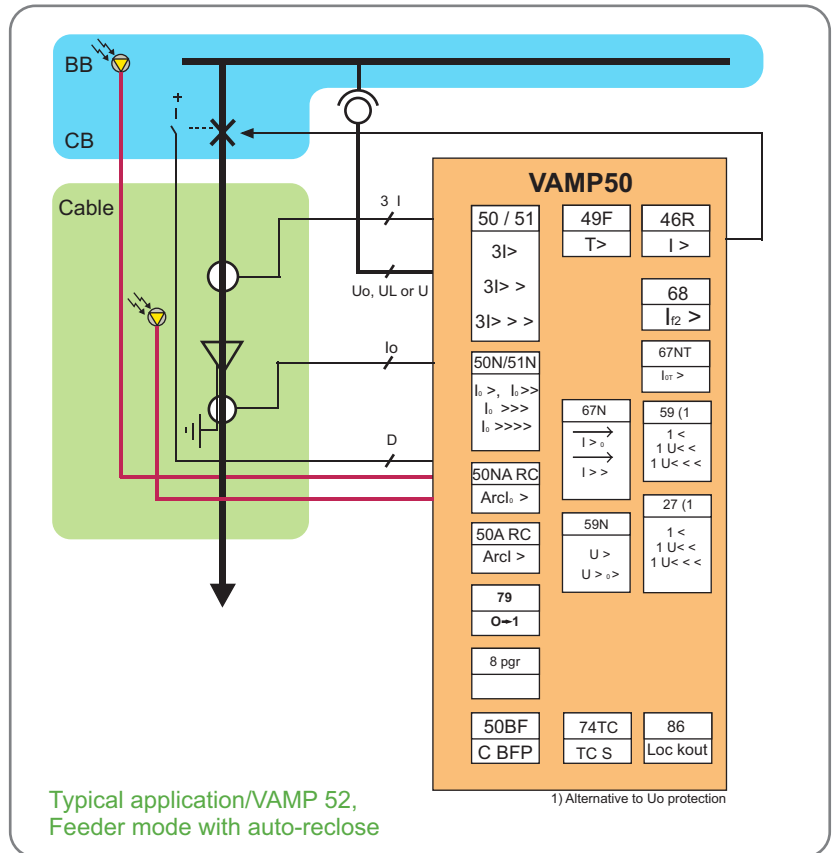 BB
+
CB
Cable
3 I
Uo, UL or U
Io
D
VAMP50
50 / 51
3I>
3I> >
3I> > >
50N/51N
I₀ >, I₀>>
I₀ >>>
I₀ >>>>
50NA RC
ArcI₀ >
50A RC
ArcI >
79
O→1
8 pgr
50BF
C BFP
49F
T>
67N
I > ₀
I > >
59N
U >
U > ₀ >
74TC
TC S
46R
I >
68
If2 >
67NT
I₀T >
59 (1
1 <
1 U< <
1 U< < <
27 (1
1 <
1 U< <
1 U< < <
86
Loc kout
1) Alternative to Uo protection
Typical application/VAMP 52,
Feeder mode with auto-reclose